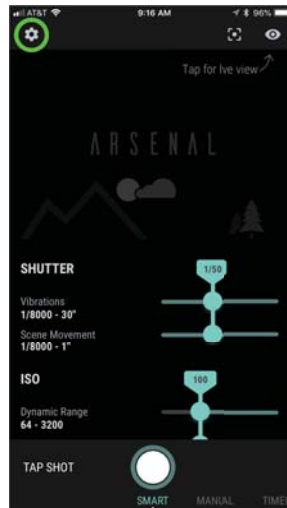 AT&T 9:16 AM 96%
Tap for lve view
ARSENAL
SHUTTER
1/50
Vibrations
1/8000 - 30"
Scene Movement
1/8000 - 1"
ISO
100
Dynamic Range
64 - 3200
TAP SHOT
SMART MANUAL TIME